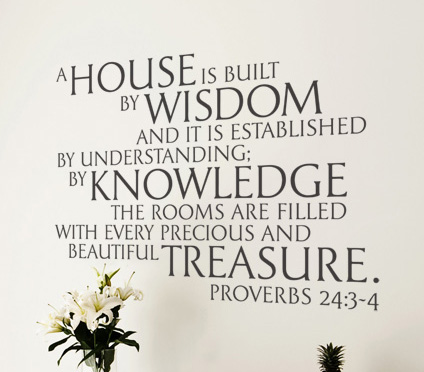 A HOUSE IS BUILT
BY WISDOM
AND IT IS ESTABLISHED
BY UNDERSTANDING;
BY KNOWLEDGE
THE ROOMS ARE FILLED
WITH EVERY PRECIOUS AND
BEAUTIFUL TREASURE.
PROVERBS 24:3-4